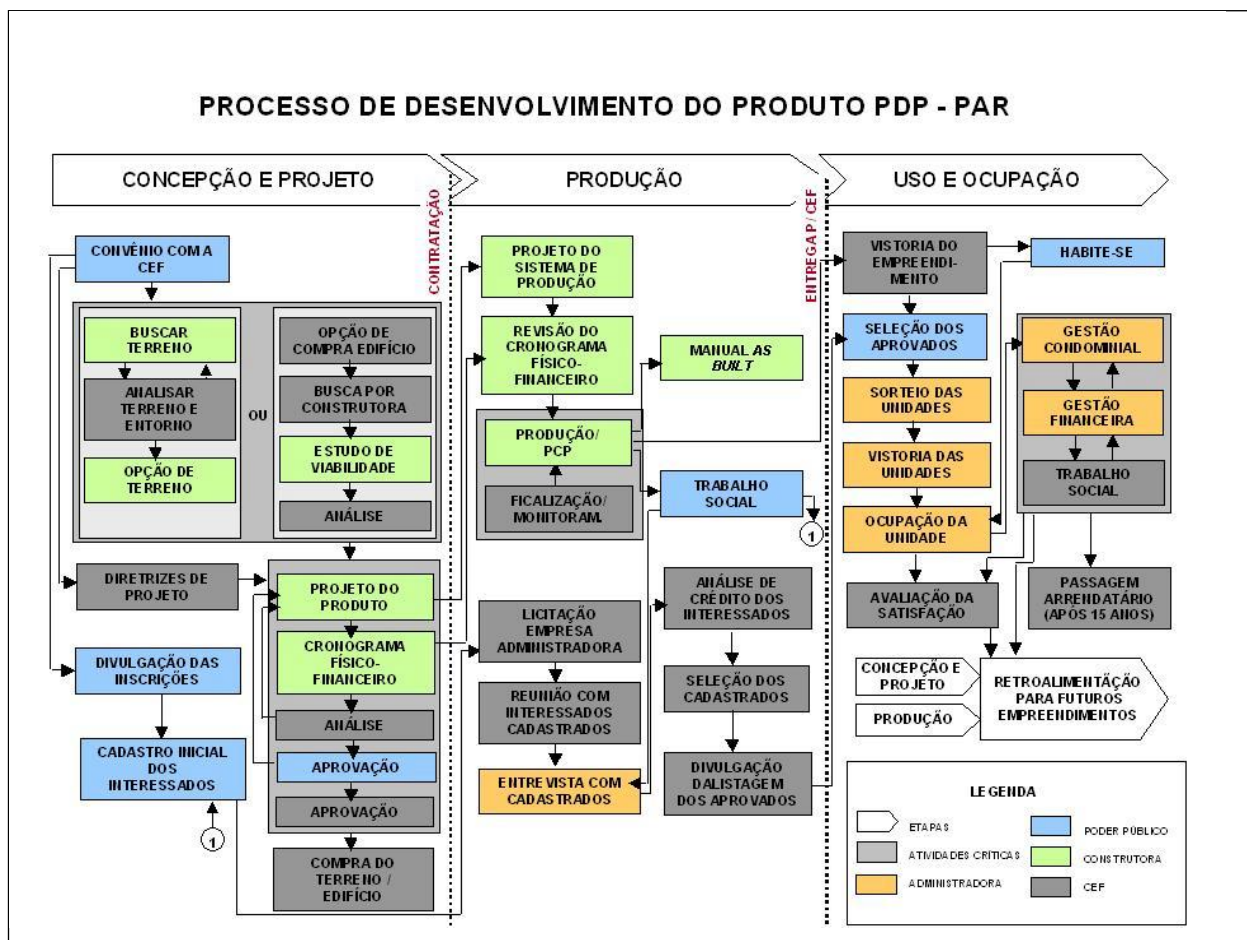 PROCESSO DE DESENVOLVIMENTO DO PRODUTO PDP - PAR
CONCEPÇÃO E PROJETO
PRODUÇÃO
USO E OCUPAÇÃO
CONTRATAÇÃO
ENTREGA P / CEF
CONVÊNIO COM A
CEF
BUSCAR
TERRENO
ANALISAR
TERRENO E
ENTORNO
OPÇÃO DE
TERRENO
OU
OPÇÃO DE
COMPRA EDIFÍCIO
BUSCA POR
CONSTRUTORA
ESTUDO DE
VIABILIDADE
ANÁLISE
DIRETRIZES DE
PROJETO
PROJETO DO
PRODUTO
CRONOGRAMA
FÍSICO-
FINANCEIRO
ANÁLISE
APROVAÇÃO
APROVAÇÃO
COMPRA DO
TERRENO /
EDIFÍCIO
DIVULGAÇÃO DAS
INSCRIÇÕES
CADASTRO INICIAL
DOS
INTERESSADOS
1
PROJETO DO
SISTEMA DE
PRODUÇÃO
REVISÃO DO
CRONOGRAMA
FÍSICO-
FINANCEIRO
MANUAL AS
BUILT
PRODUÇÃO/
PCP
FICALIZAÇÃO/
MONITORAM.
TRABALHO
SOCIAL
1
LICITAÇÃO
EMPRESA
ADMINISTRADORA
REUNIÃO COM
INTERESSADOS
CADASTRADOS
ENTREVISTA COM
CADASTRADOS
ANÁLISE DE
CRÉDITO DOS
INTERESSADOS
SELEÇÃO DOS
CADASTRADOS
DIVULGAÇÃO
DALISTAGEM
DOS APROVADOS
VISTORIA DO
EMPREENDI-
MENTO
HABITE-SE
SELEÇÃO DOS
APROVADOS
SORTEIO DAS
UNIDADES
VISTORIA DAS
UNIDADES
OCUPAÇÃO DA
UNIDADE
AVALIAÇÃO DA
SATISFAÇÃO
GESTÃO
CONDOMINIAL
GESTÃO
FINANCEIRA
TRABALHO
SOCIAL
PASSAGEM
ARRENDATÁRIO
(APÓS 15 ANOS)
CONCEPÇÃO E
PROJETO
PRODUÇÃO
RETROALIMENTAÇÃO
PARA FUTUROS
EMPREENDIMENTOS
LEGENDA
ETAPAS
PODER PÚBLICO
ATIVIDADES CRÍTICAS
CONSTRUTORA
ADMINISTRADORA
CEF